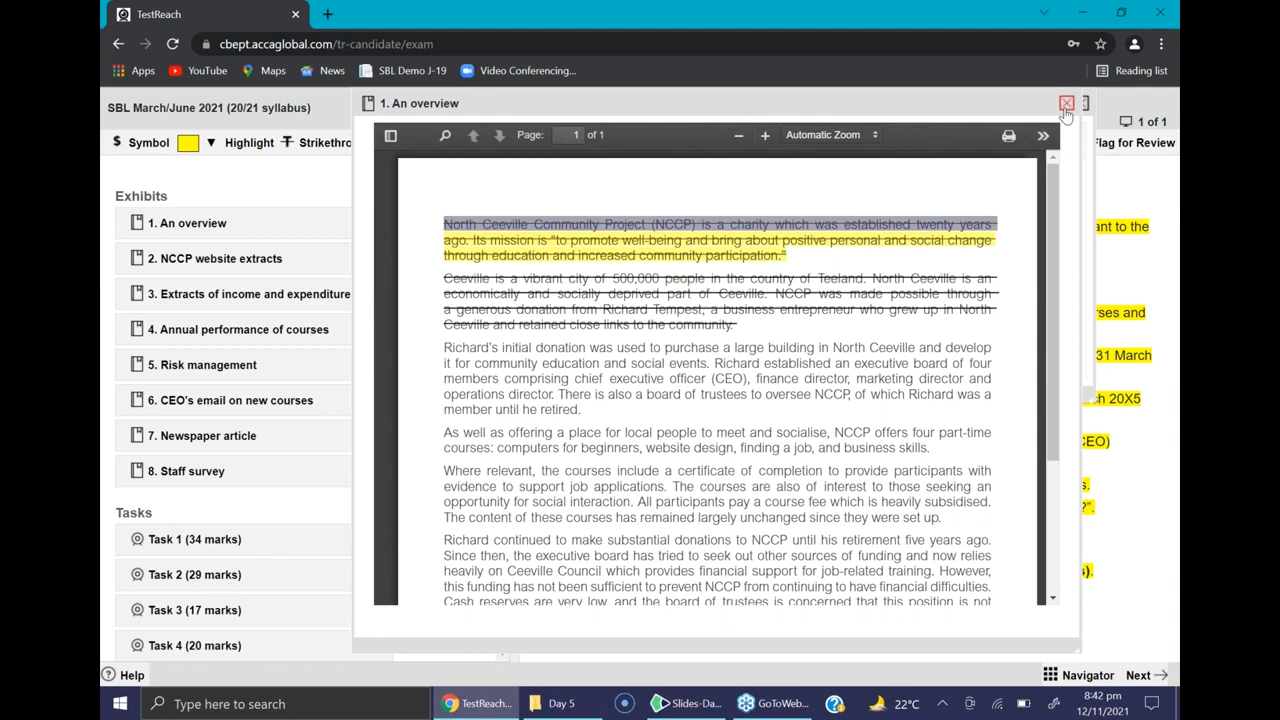 TestReach
cbept.accaglobal.com/tr-candidate/exam
Apps YouTube Maps News SBL Demo J-19 Video Conferencing... Reading list
SBL March/June 2021 (20/21 syllabus)
1. An overview
1 of 1
Symbol Highlight Strikethro
Flag for Review
Page: 1 of 1 Automatic Zoom
Exhibits
1. An overview
2. NCCP website extracts
3. Extracts of income and expenditure
4. Annual performance of courses
5. Risk management
6. CEO's email on new courses
7. Newspaper article
8. Staff survey
Tasks
Task 1 (34 marks)
Task 2 (29 marks)
Task 3 (17 marks)
Task 4 (20 marks)
North Ceeville Community Project (NCCP) is a charity which was established twenty years
ago. Its mission is "to promote well-being and bring about positive personal and social change
through education and increased community participation."
Ceeville is a vibrant city of 500,000 people in the country of Teeland. North Ceeville is an
economically and socially deprived part of Ceeville. NCCP was made possible through
a generous donation from Richard Tempest, a business entrepreneur who grew up in North
Ceeville and retained close links to the community.
Richard's initial donation was used to purchase a large building in North Ceeville and develop
it for community education and social events. Richard established an executive board of four
members comprising chief executive officer (CEO), finance director, marketing director and
operations director. There is also a board of trustees to oversee NCCP, of which Richard was a
member until he retired.
As well as offering a place for local people to meet and socialise, NCCP offers four part-time
courses: computers for beginners, website design, finding a job, and business skills.
Where relevant, the courses include a certificate of completion to provide participants with
evidence to support job applications. The courses are also of interest to those seeking an
opportunity for social interaction. All participants pay a course fee which is heavily subsidised.
The content of these courses has remained largely unchanged since they were set up.
Richard continued to make substantial donations to NCCP until his retirement five years ago.
Since then, the executive board has tried to seek out other sources of funding and now relies
heavily on Ceeville Council which provides financial support for job-related training. However,
this funding has not been sufficient to prevent NCCP from continuing to have financial difficulties.
Cash reserves are very low, and the board of trustees is concerned that this position is not
ant to the
rses and
31 March
ch 20X5
CEO)
s.
?".
s).
Help
Navigator Next
Type here to search
TestReac...
Day 5
Slides-Da...
GoToWeb...
22°C
8:42 pm
12/11/2021